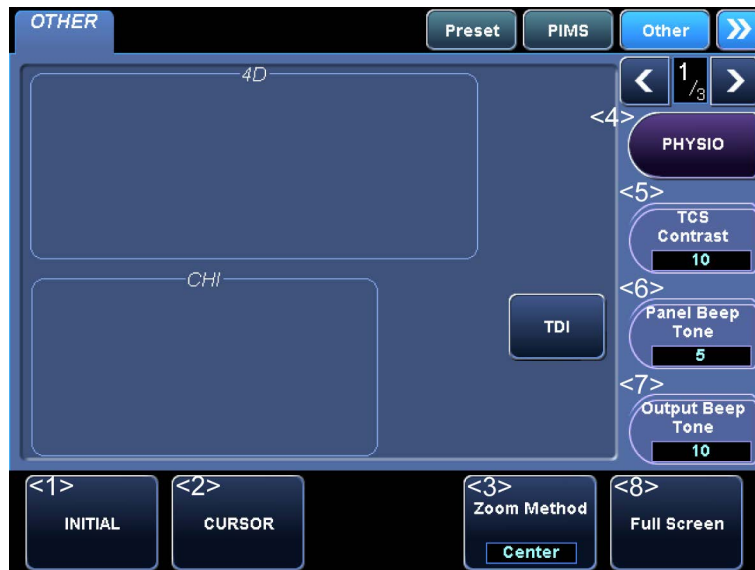 OTHER
Preset
PIMS
Other
4D
1/3
<4>
PHYSIO
<5>
TCS
Contrast
10
CHI
<6>
Panel Beep
Tone
5
TDI
<7>
Output Beep
Tone
10
<1>
INITIAL
<2>
CURSOR
<3>
Zoom Method
Center
<8>
Full Screen